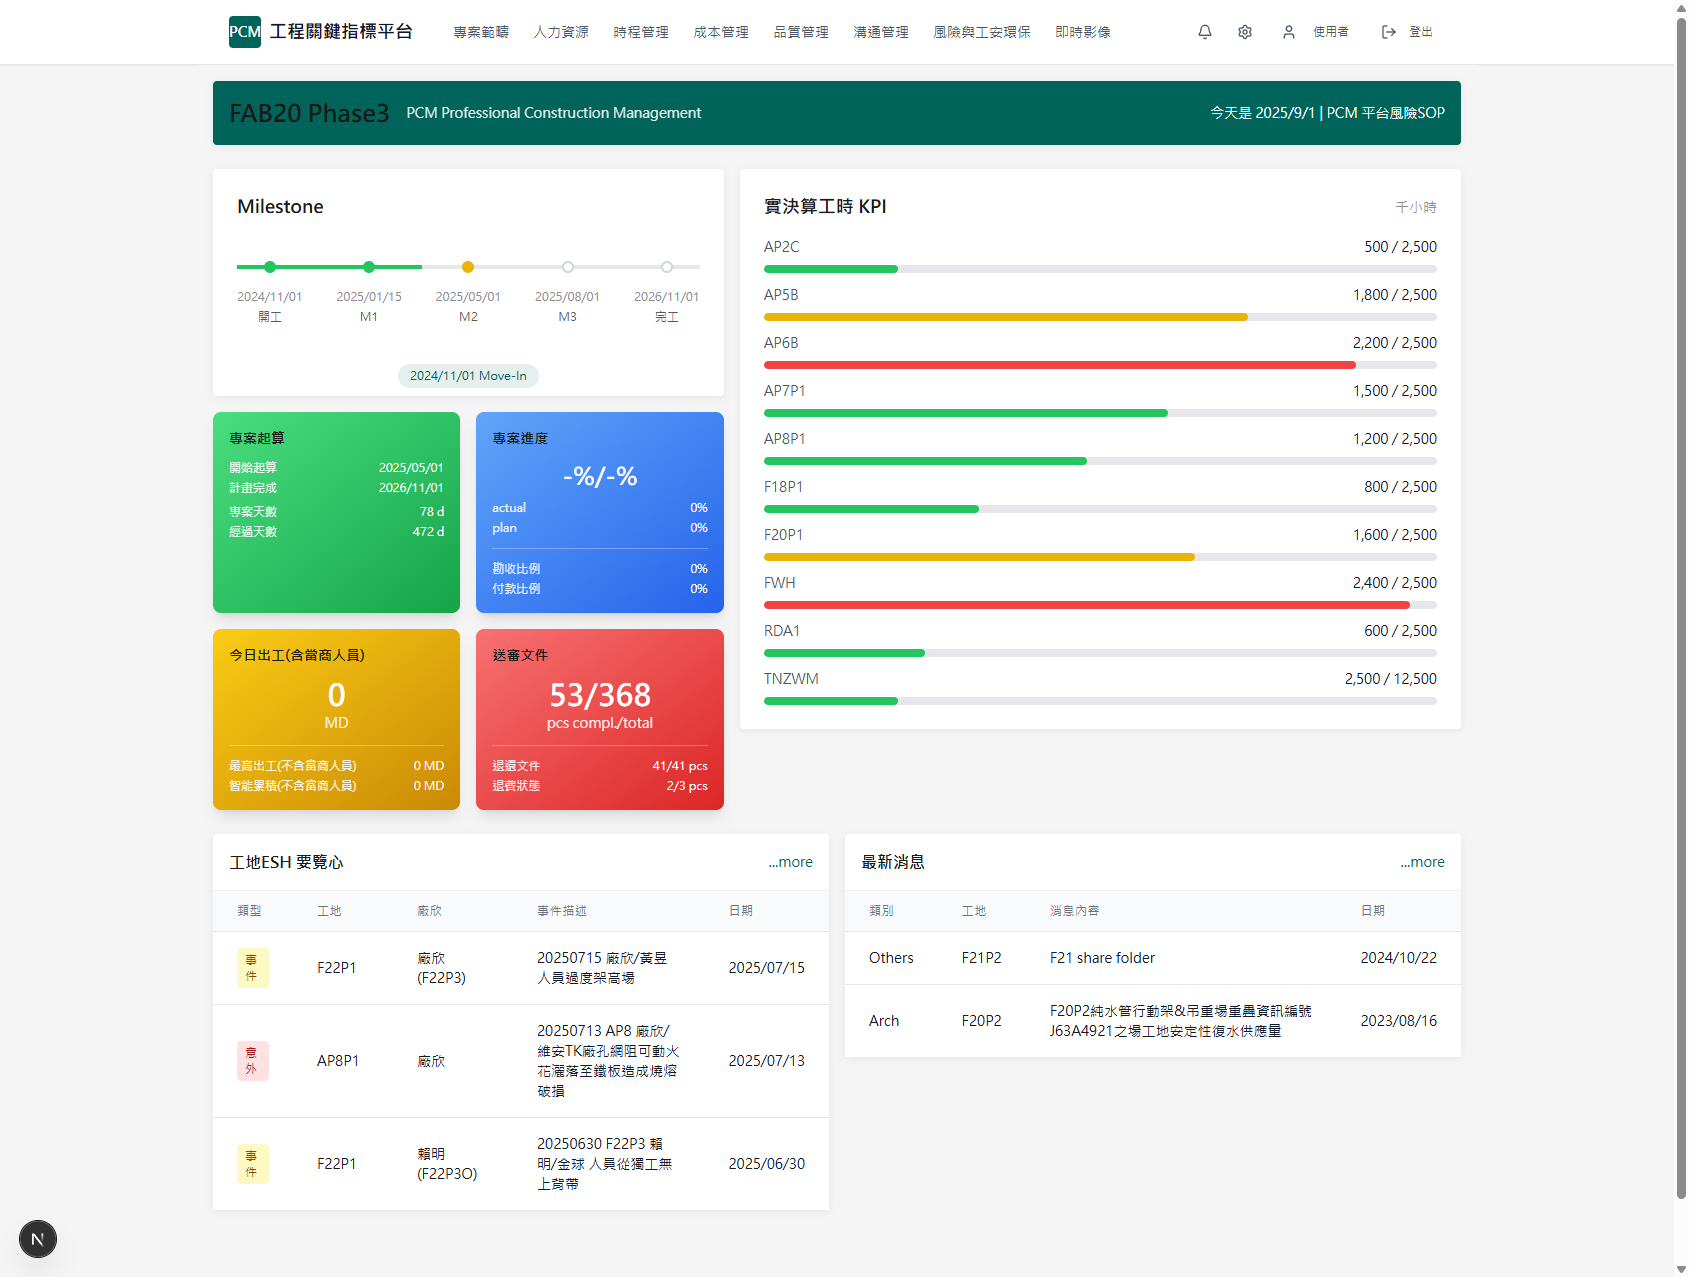 PCM 工程關鍵指標平台 專案範疇 人力資源 時程管理 成本管理 品質管理 溝通管理 風險與工安環保 即時影像 使用者 登出
FAB20 Phase3 PCM Professional Construction Management 今天是 2025/9/1 | PCM 平台風險SOP
Milestone
2024/11/01 2025/01/15 2025/05/01 2025/08/01 2026/11/01
開工 M1 M2 M3 完工
2024/11/01 Move-In
專案起算
開始起算 2025/05/01
計畫完成 2026/11/01
專案天數 78 d
經過天數 472 d
專案進度
-%/-%
actual 0%
plan 0%
勘收比例 0%
付款比例 0%
今日出工(含當商人員)
0
MD
最高出工(不含當商人員) 0 MD
智能累積(不含當商人員) 0 MD
送審文件
53/368
pcs compl./total
退還文件 41/41 pcs
退費狀態 2/3 pcs
實決算工時 KPI 千小時
AP2C 500 / 2,500
AP5B 1,800 / 2,500
AP6B 2,200 / 2,500
AP7P1 1,500 / 2,500
AP8P1 1,200 / 2,500
F18P1 800 / 2,500
F20P1 1,600 / 2,500
FWH 2,400 / 2,500
RDA1 600 / 2,500
TNZWM 2,500 / 12,500
工地ESH 要覽心 ...more
類型 工地 廠欣 事件描述 日期
事件 F22P1 廠欣 (F22P3) 20250715 廠欣/黃昱
人員過度架高場 2025/07/15
意外 AP8P1 廠欣 20250713 AP8 廠欣/
維安TK廠孔網阻可動火
花灑落至鐵板造成燒熔
破損 2025/07/13
事件 F22P1 賴明 (F22P3O) 20250630 F22P3 賴
明/金球 人員從獨工無
上背帶 2025/06/30
最新消息 ...more
類別 工地 消息內容 日期
Others F21P2 F21 share folder 2024/10/22
Arch F20P2 F20P2純水管行動架&吊重場重疊資訊編號
J63A4921之場工地安定性復水供應量 2023/08/16
N